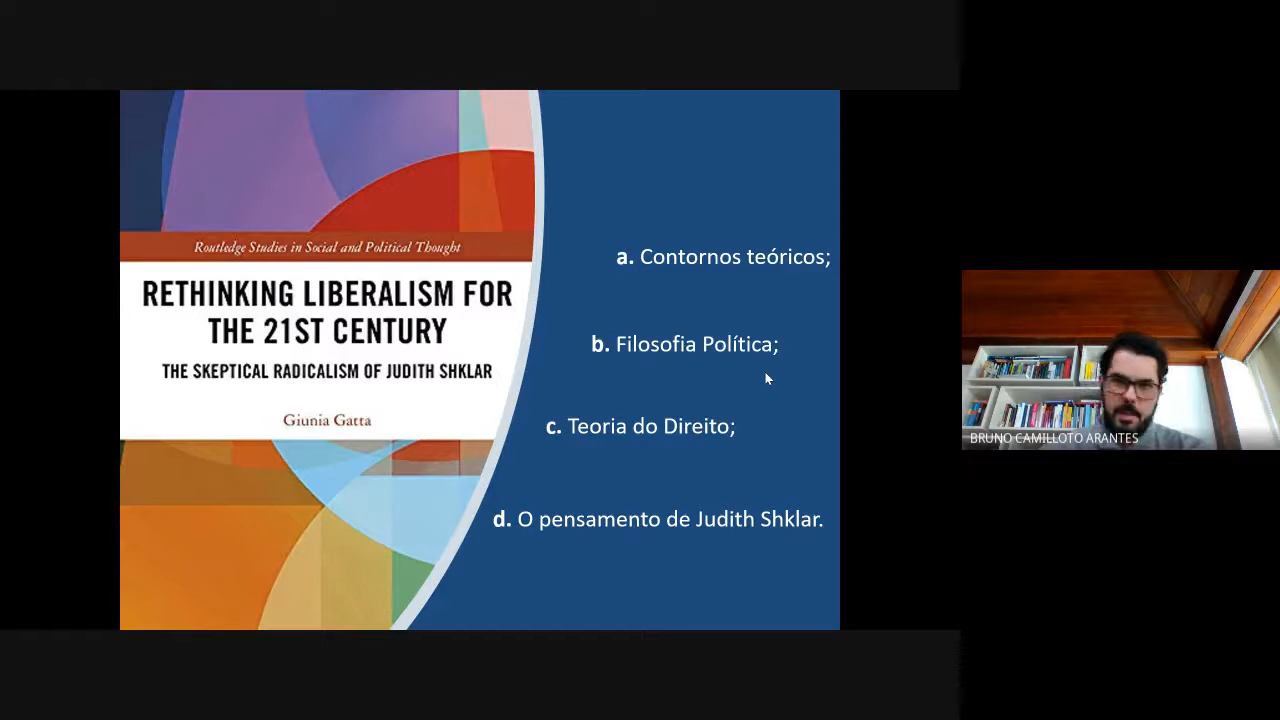 Routledge Studies in Social and Political Thought
RETHINKING LIBERALISM FOR
THE 21ST CENTURY
THE SKEPTICAL RADICALISM OF JUDITH SHKLAR
Giunia Gatta
a. Contornos teóricos;
b. Filosofia Política;
c. Teoria do Direito;
d. O pensamento de Judith Shklar.
BRUNO CAMILLOTO ARANTES